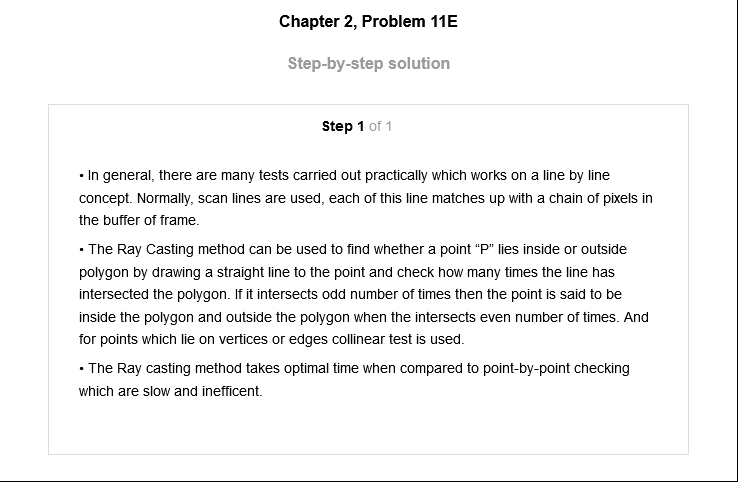 Chapter 2, Problem 11E
Step-by-step solution
Step 1 of 1
• In general, there are many tests carried out practically which works on a line by line
concept. Normally, scan lines are used, each of this line matches up with a chain of pixels in
the buffer of frame.
• The Ray Casting method can be used to find whether a point “P” lies inside or outside
polygon by drawing a straight line to the point and check how many times the line has
intersected the polygon. If it intersects odd number of times then the point is said to be
inside the polygon and outside the polygon when the intersects even number of times. And
for points which lie on vertices or edges collinear test is used.
• The Ray casting method takes optimal time when compared to point-by-point checking
which are slow and inefficent.